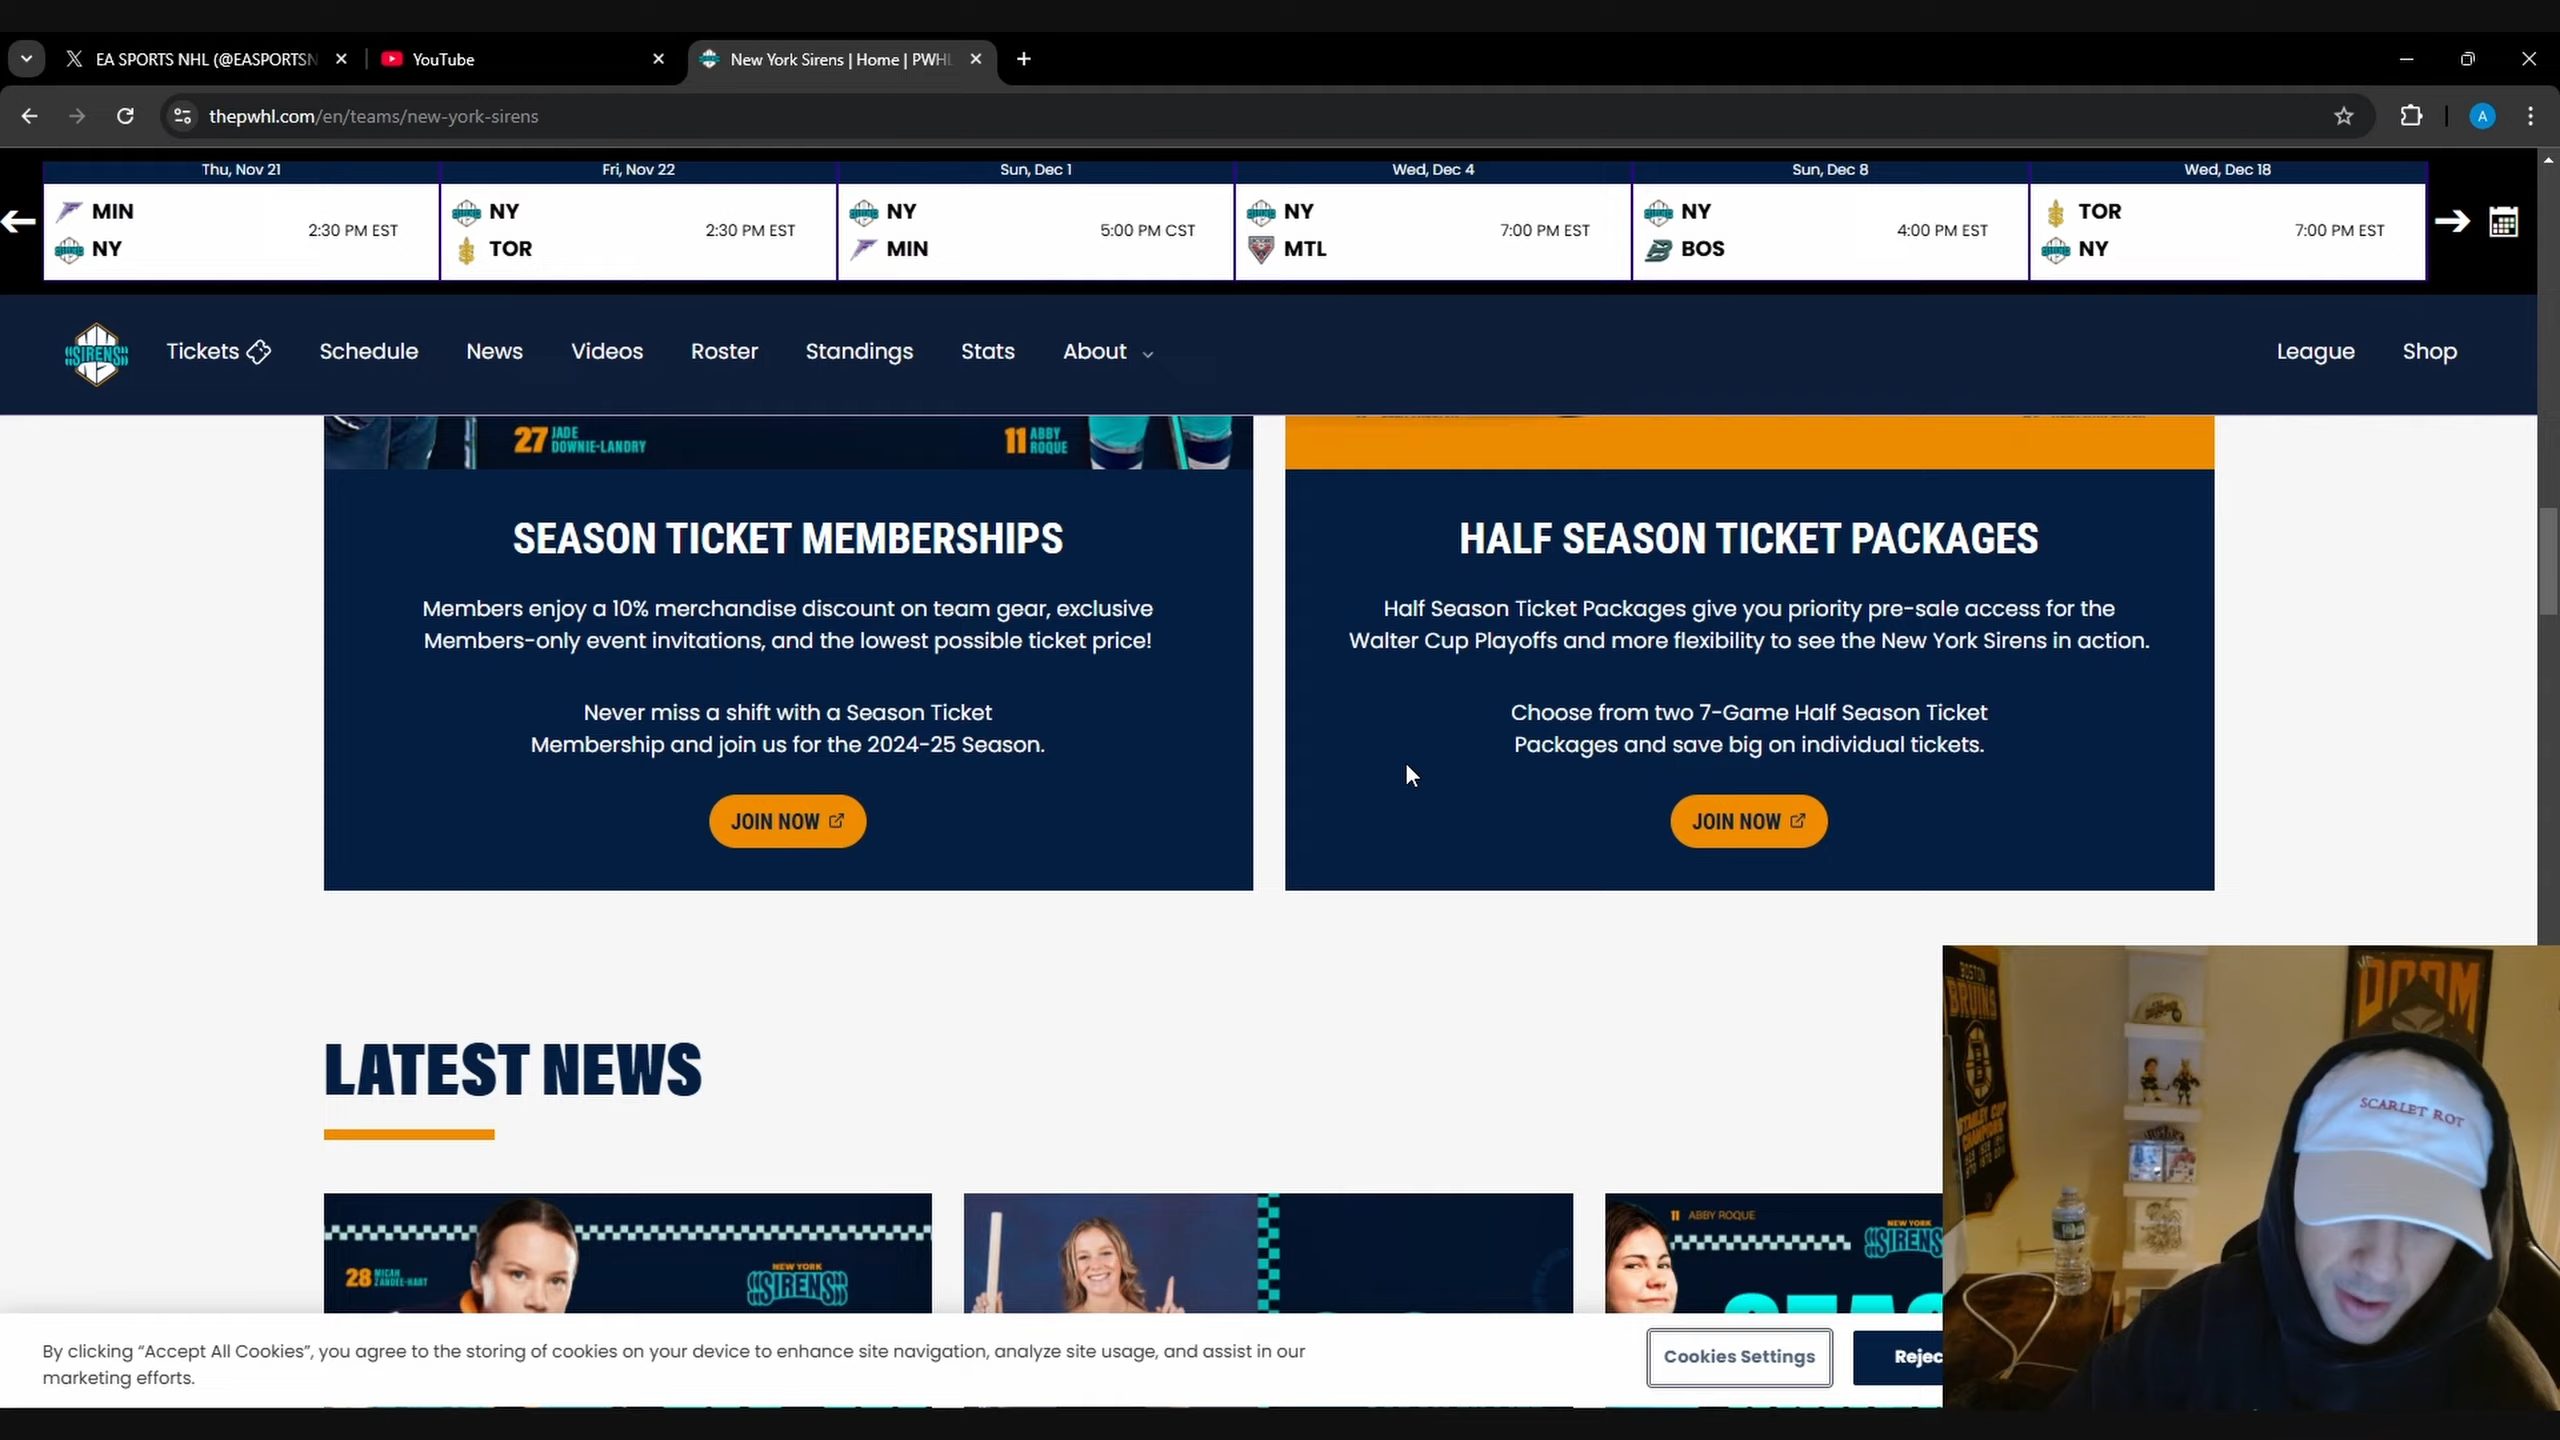 EA SPORTS NHL (@EASPORTSN
YouTube
New York Sirens | Home | PWHL
thepwhl.com/en/teams/new-york-sirens
Thu, Nov 21
MIN
NY
2:30 PM EST
Fri, Nov 22
NY
TOR
2:30 PM EST
Sun, Dec 1
NY
MIN
5:00 PM CST
Wed, Dec 4
NY
MTL
7:00 PM EST
Sun, Dec 8
NY
BOS
4:00 PM EST
Wed, Dec 18
TOR
NY
7:00 PM EST
SIRENS
Tickets
Schedule
News
Videos
Roster
Standings
Stats
About
League
Shop
27 JADE
DOWNIE-LANDRY
11 ABBY
ROQUE
SEASON TICKET MEMBERSHIPS
Members enjoy a 10% merchandise discount on team gear, exclusive
Members-only event invitations, and the lowest possible ticket price!
Never miss a shift with a Season Ticket
Membership and join us for the 2024-25 Season.
JOIN NOW
HALF SEASON TICKET PACKAGES
Half Season Ticket Packages give you priority pre-sale access for the
Walter Cup Playoffs and more flexibility to see the New York Sirens in action.
Choose from two 7-Game Half Season Ticket
Packages and save big on individual tickets.
JOIN NOW
LATEST NEWS
28 MICAH
ZANDEE-HART
NEW YORK
SIRENS
11 ABBY ROQUE
NEW YORK
SIRENS
By clicking “Accept All Cookies”, you agree to the storing of cookies on your device to enhance site navigation, analyze site usage, and assist in our
marketing efforts.
Cookies Settings
Rejec
BOSTON
BRUINS
STANLEY CUP
CHAMPIONS
DOOM
SCARLET ROT
A